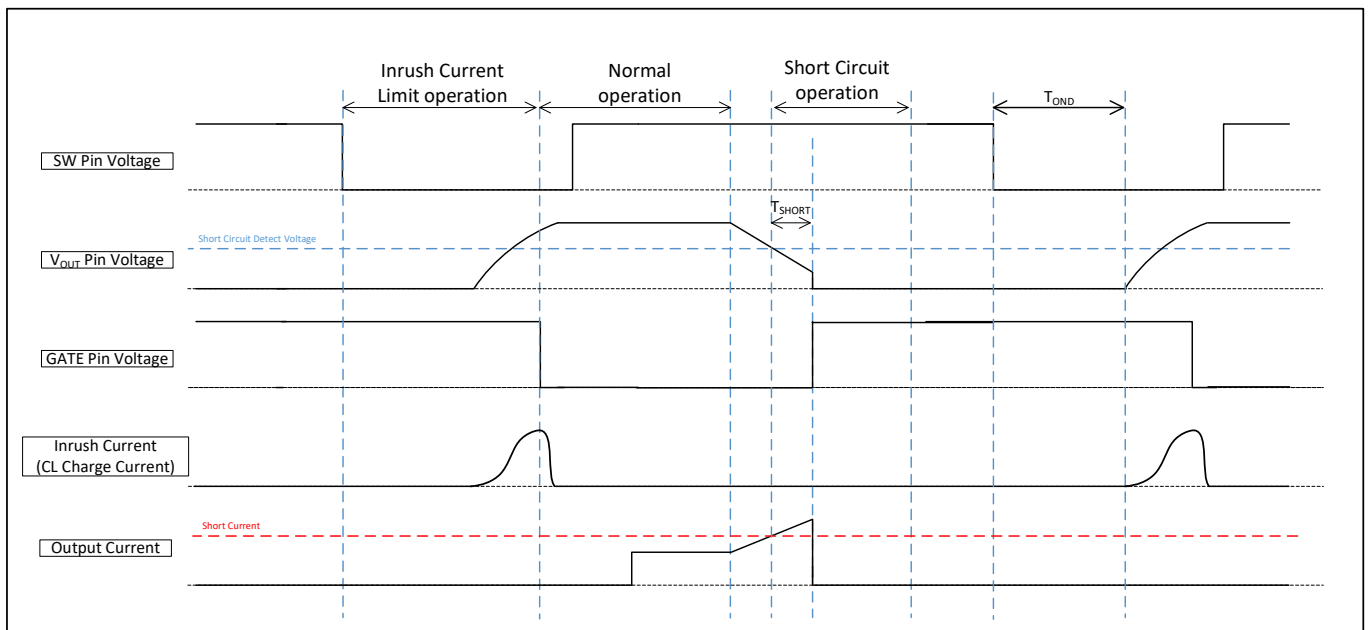 Inrush Current
Limit operation
Normal
operation
Short Circuit
operation
TOND
SW Pin Voltage
TSHORT
Short Circuit Detect Voltage
VOUT Pin Voltage
GATE Pin Voltage
Inrush Current
(CL Charge Current)
Short Current
Output Current